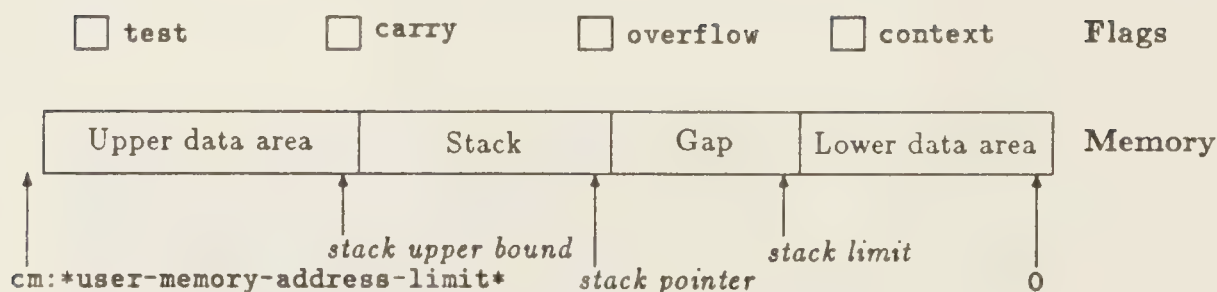 test carry overflow context Flags
Upper data area Stack Gap Lower data area Memory
stack upper bound stack limit
cm:*user-memory-address-limit* stack pointer 0